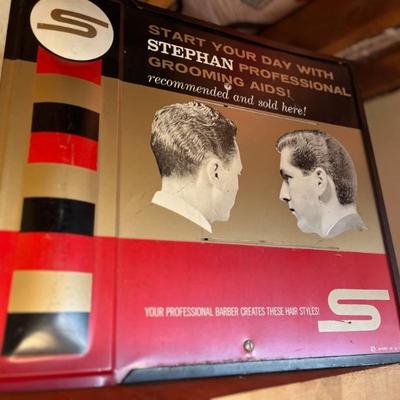 S
START YOUR DAY WITH
STEPHAN PROFESSIONAL
GROOMING AIDS!
recommended and sold here!
YOUR PROFESSIONAL BARBER CREATES THESE HAIR STYLES!
S